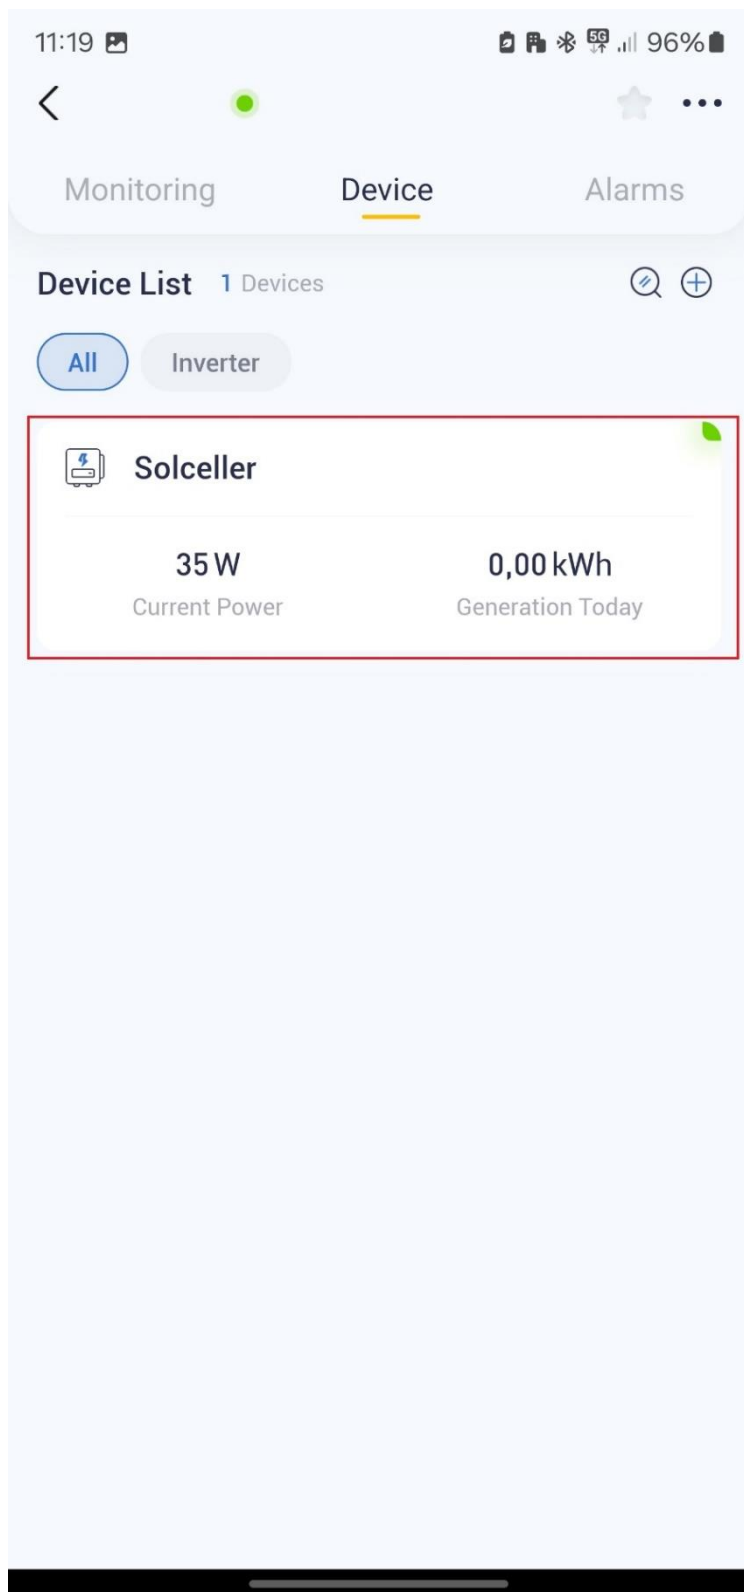 11:19 5G 96%
Monitoring Device Alarms
Device List 1 Devices
All Inverter
Solceller
35 W 0,00 kWh
Current Power Generation Today